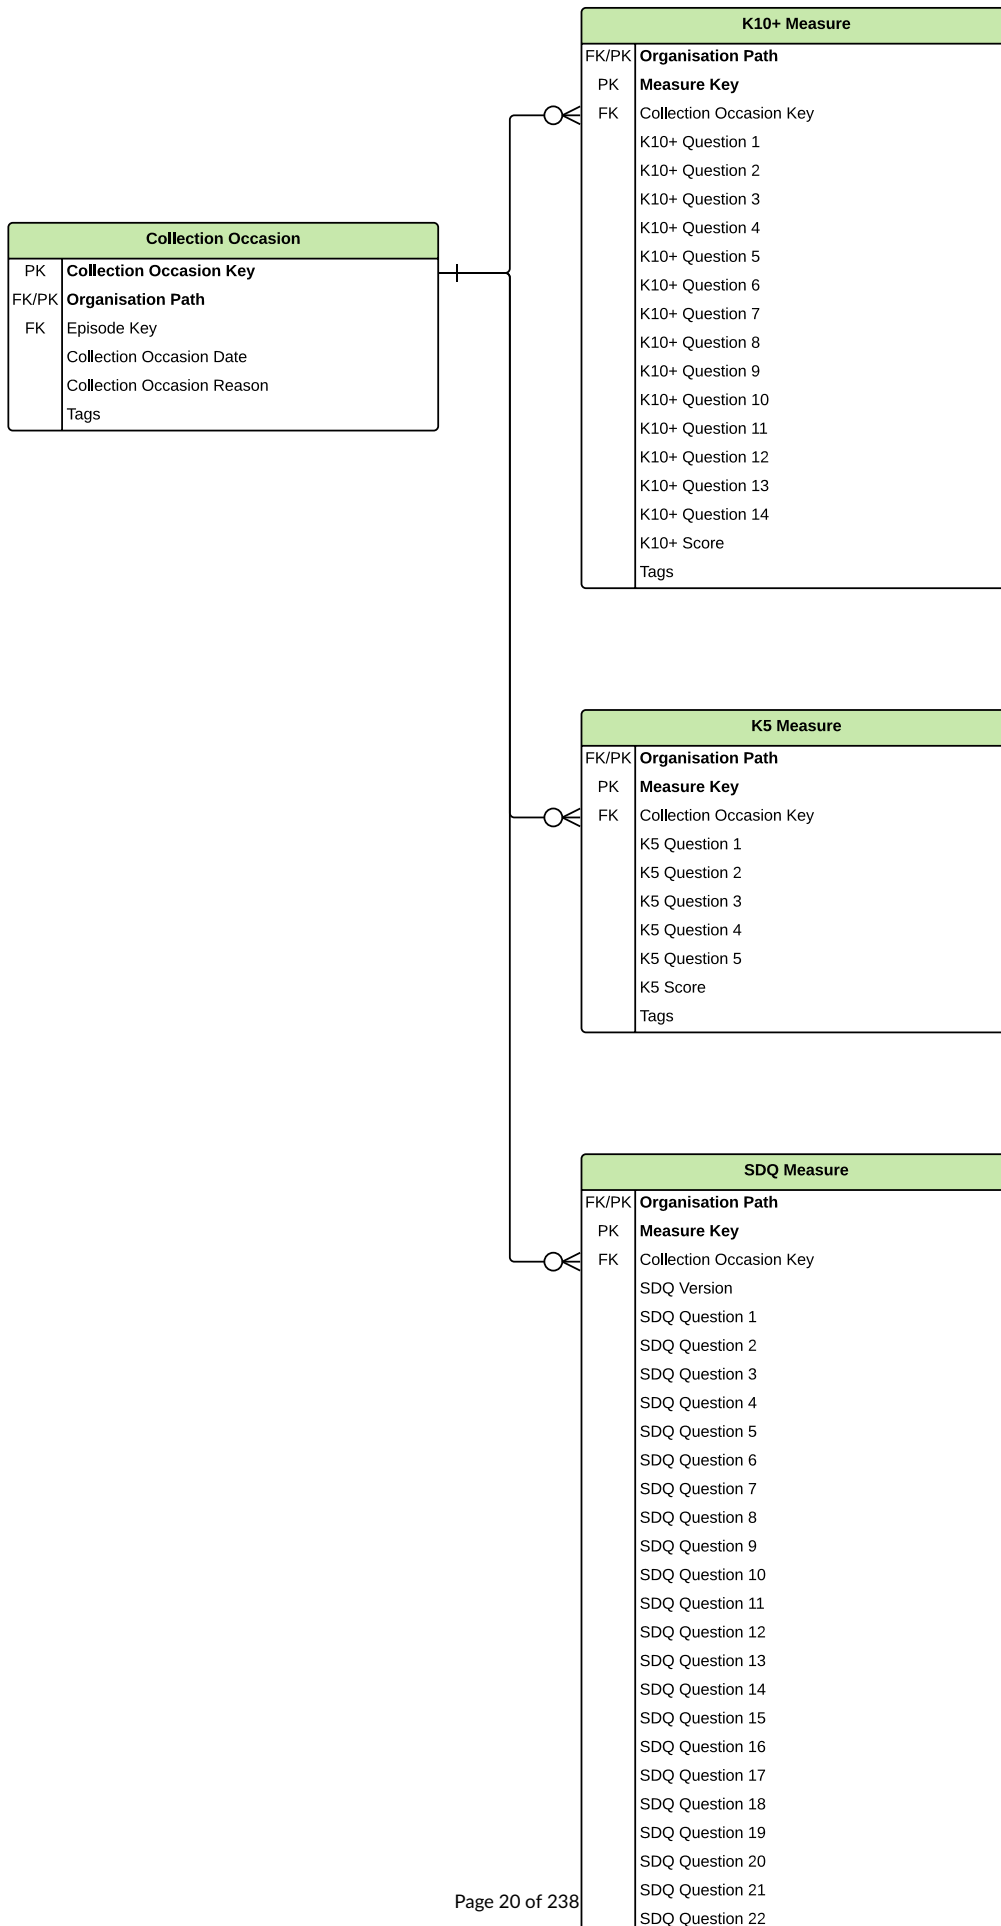 K10+ Measure
FK/PK Organisation Path
PK Measure Key
FK Collection Occasion Key
K10+ Question 1
K10+ Question 2
K10+ Question 3
K10+ Question 4
K10+ Question 5
K10+ Question 6
K10+ Question 7
K10+ Question 8
K10+ Question 9
K10+ Question 10
K10+ Question 11
K10+ Question 12
K10+ Question 13
K10+ Question 14
K10+ Score
Tags
Collection Occasion
PK Collection Occasion Key
FK/PK Organisation Path
FK Episode Key
Collection Occasion Date
Collection Occasion Reason
Tags
K5 Measure
FK/PK Organisation Path
PK Measure Key
FK Collection Occasion Key
K5 Question 1
K5 Question 2
K5 Question 3
K5 Question 4
K5 Question 5
K5 Score
Tags
SDQ Measure
FK/PK Organisation Path
PK Measure Key
FK Collection Occasion Key
SDQ Version
SDQ Question 1
SDQ Question 2
SDQ Question 3
SDQ Question 4
SDQ Question 5
SDQ Question 6
SDQ Question 7
SDQ Question 8
SDQ Question 9
SDQ Question 10
SDQ Question 11
SDQ Question 12
SDQ Question 13
SDQ Question 14
SDQ Question 15
SDQ Question 16
SDQ Question 17
SDQ Question 18
SDQ Question 19
SDQ Question 20
SDQ Question 21
SDQ Question 22
Page 20 of 238